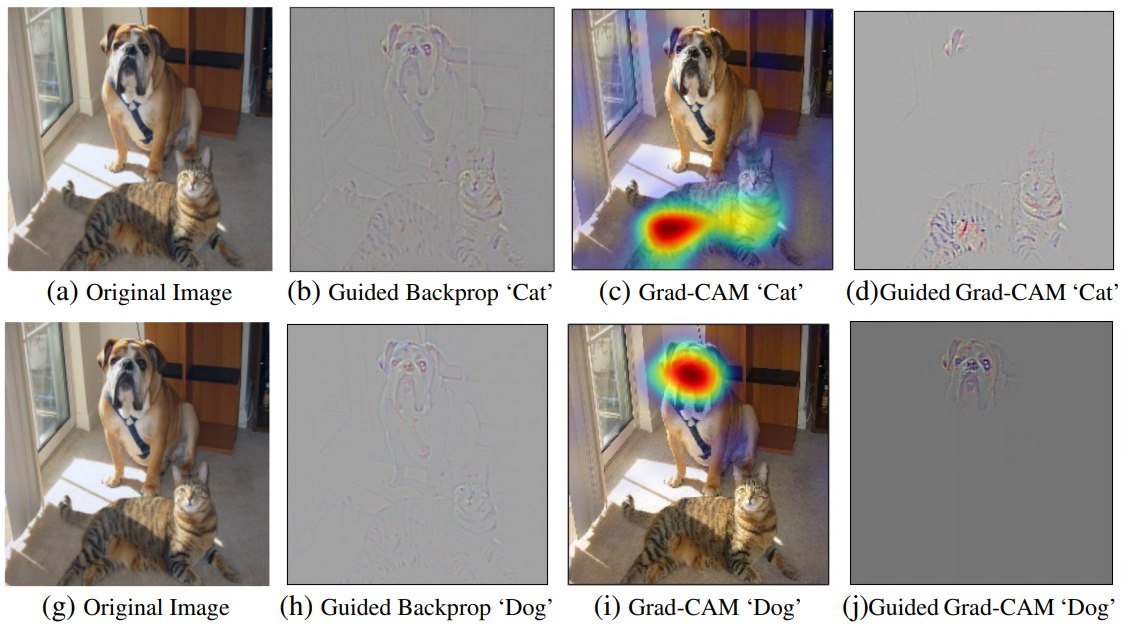 (a) Original Image
(b) Guided Backprop ‘Cat’
(c) Grad-CAM ‘Cat’
(d)Guided Grad-CAM ‘Cat’
(g) Original Image
(h) Guided Backprop ‘Dog’
(i) Grad-CAM ‘Dog’
(j)Guided Grad-CAM ‘Dog’